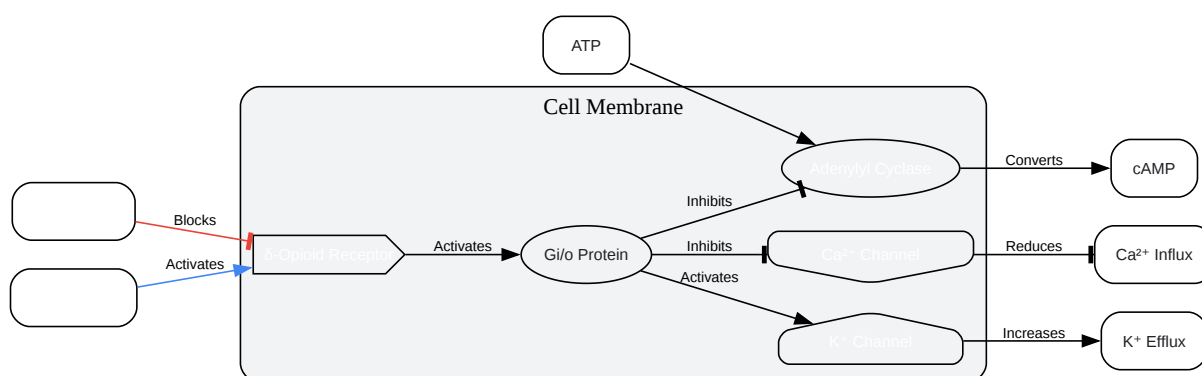 ATP
Cell Membrane
Adenylyl Cyclase
Converts
cAMP
Blocks
Inhibits
δ-Opioid Receptor
Activates
Gi/o Protein
Inhibits
Ca²⁺ Channel
Reduces
Ca²⁺ Influx
Activates
Activates
K⁺ Channel
Increases
K⁺ Efflux